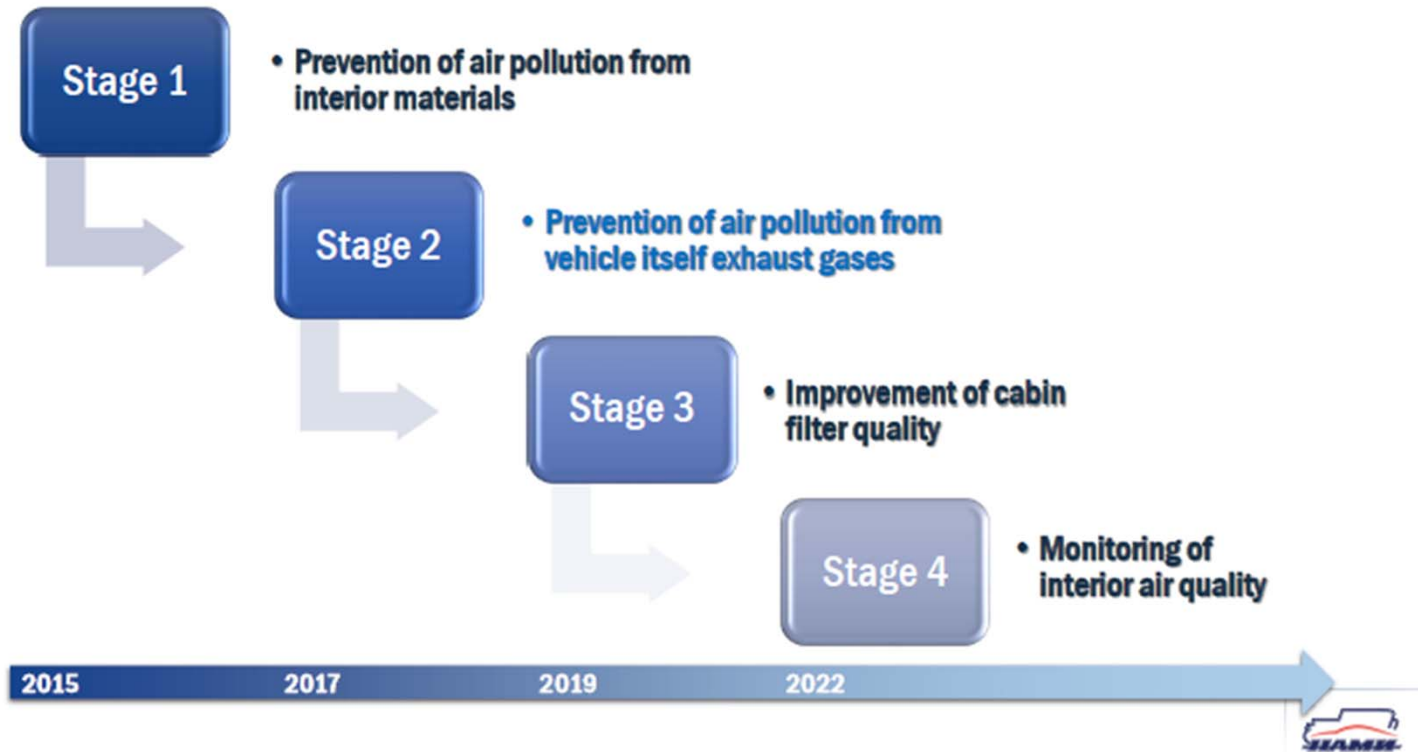 Stage 1
• Prevention of air pollution from
interior materials
Stage 2
• Prevention of air pollution from
vehicle itself exhaust gases
Stage 3
• Improvement of cabin
filter quality
Stage 4
• Monitoring of
interior air quality
2015 2017 2019 2022
НАМИ